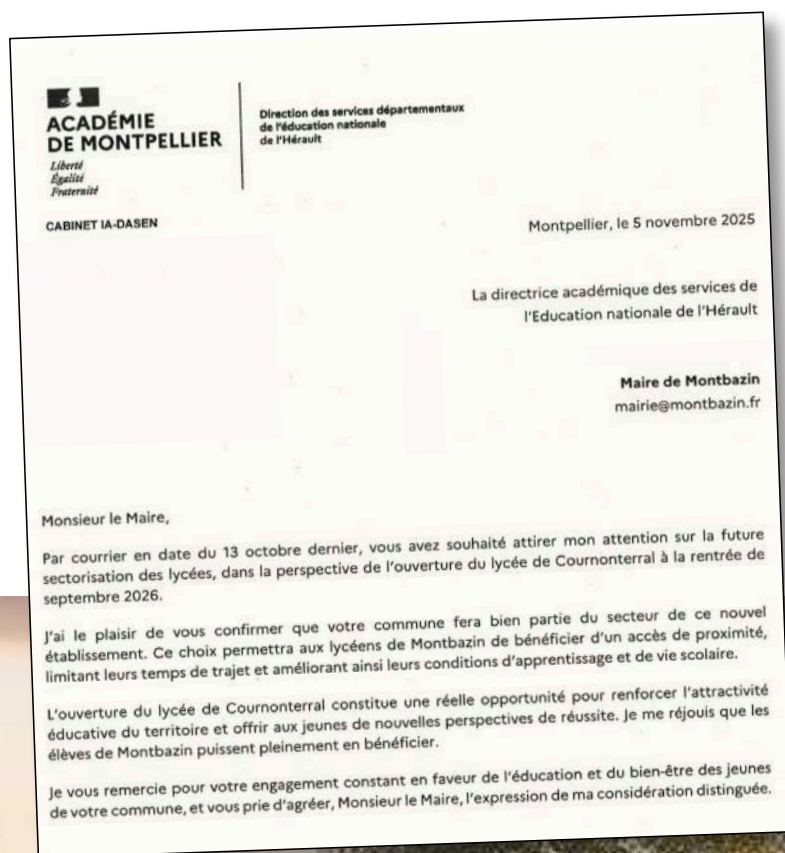 ACADÉMIE
DE MONTPELLIER
Liberté
Égalité
Fraternité
Direction des services départementaux
de l'éducation nationale
de l'Hérault
CABINET IA-DASEN
Montpellier, le 5 novembre 2025
La directrice académique des services de
l'Education nationale de l'Hérault
Maire de Montbazin
mairie@montbazin.fr
Monsieur le Maire,
Par courrier en date du 13 octobre dernier, vous avez souhaité attirer mon attention sur la future
sectorisation des lycées, dans la perspective de l'ouverture du lycée de Cournonterral à la rentrée de
septembre 2026.
J'ai le plaisir de vous confirmer que votre commune fera bien partie du secteur de ce nouvel
établissement. Ce choix permettra aux lycéens de Montbazin de bénéficier d'un accès de proximité,
limitant leurs temps de trajet et améliorant ainsi leurs conditions d'apprentissage et de vie scolaire.
L'ouverture du lycée de Cournonterral constitue une réelle opportunité pour renforcer l'attractivité
éducative du territoire et offrir aux jeunes de nouvelles perspectives de réussite. Je me réjouis que les
élèves de Montbazin puissent pleinement en bénéficier.
Je vous remercie pour votre engagement constant en faveur de l'éducation et du bien-être des jeunes
de votre commune, et vous prie d'agréer, Monsieur le Maire, l'expression de ma considération distinguée.